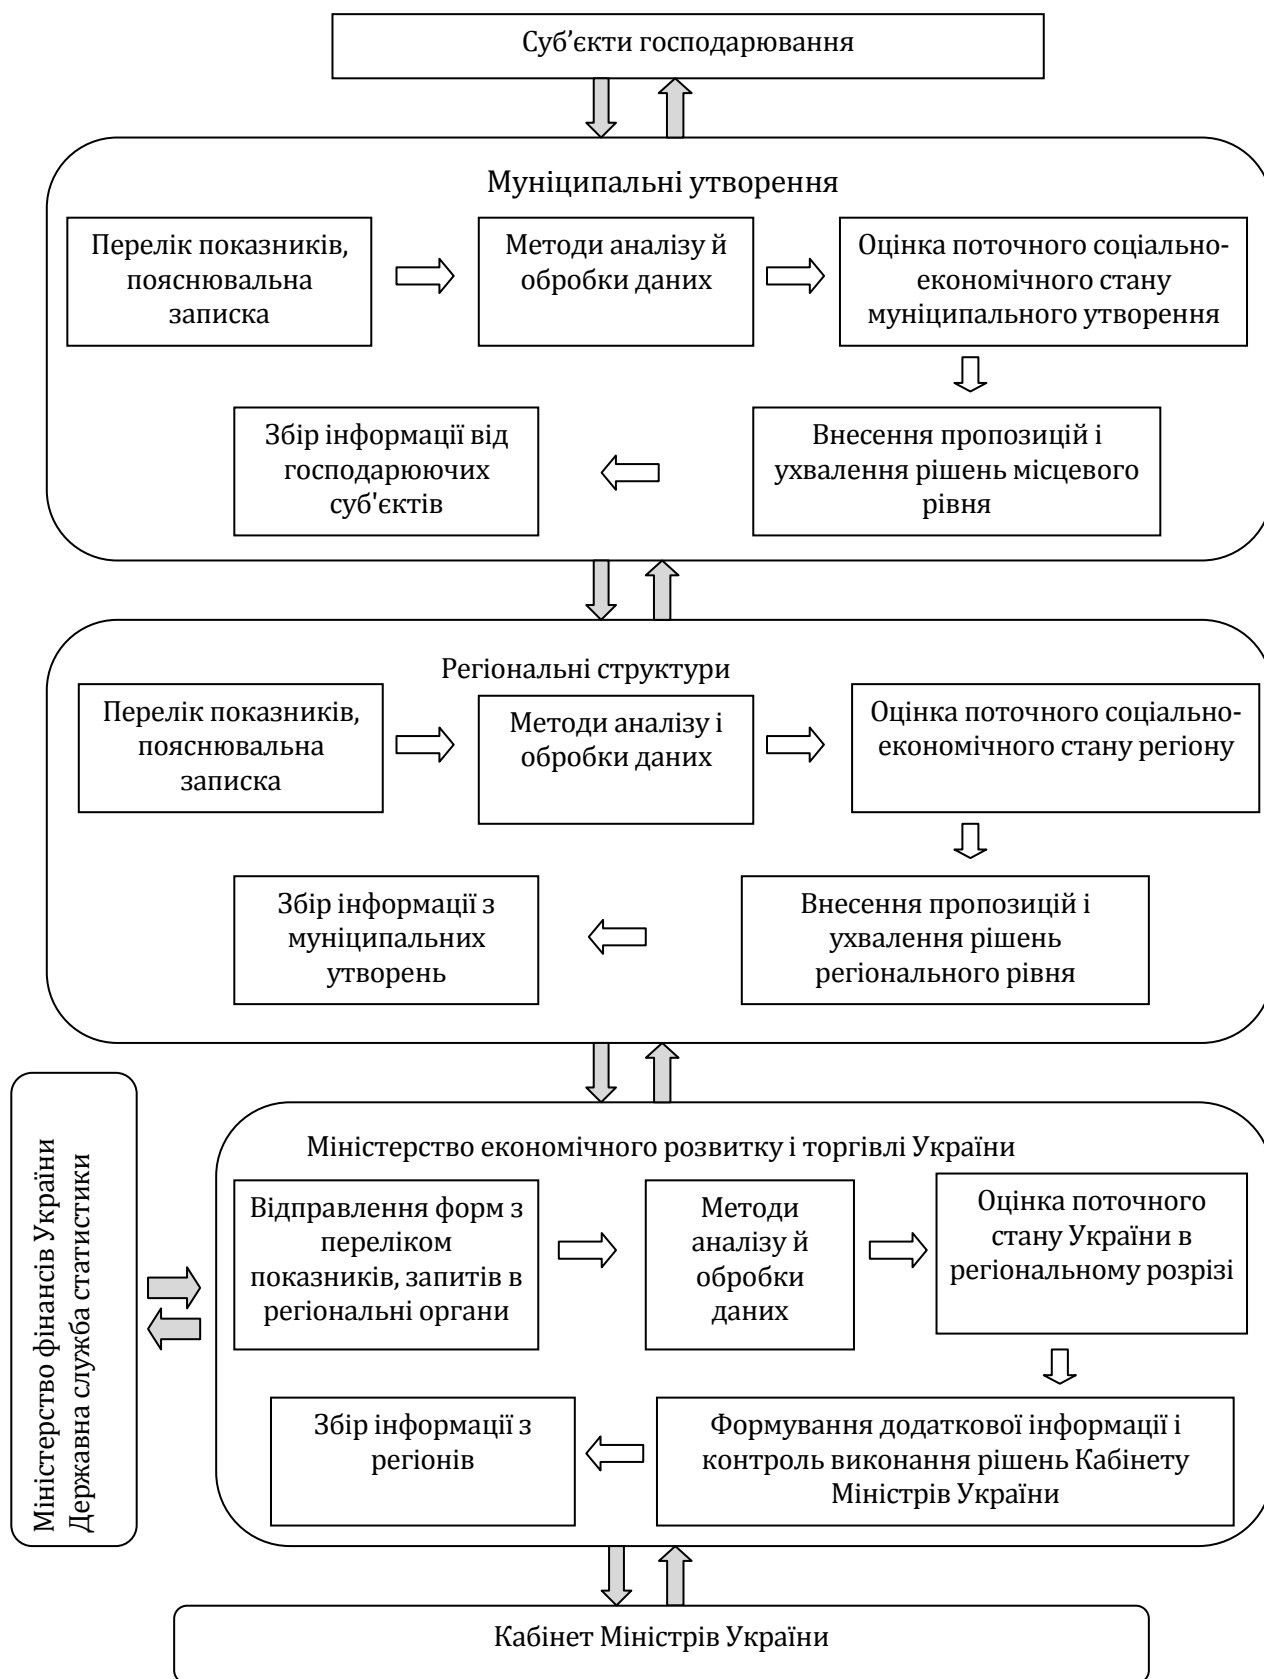 Суб’єкти господарювання
Муніципальні утворення
Перелік показників,
пояснювальна
записка
Методи аналізу й
обробки даних
Оцінка поточного соціально-
економічного стану
муніципального утворення
Збір інформації від
господарюючих
суб'єктів
Внесення пропозицій і
ухвалення рішень місцевого
рівня
Регіональні структури
Перелік показників,
пояснювальна
записка
Методи аналізу і
обробки даних
Оцінка поточного соціально-
економічного стану регіону
Збір інформації з
муніципальних
утворень
Внесення пропозицій і
ухвалення рішень
регіонального рівня
Міністерство фінансів України
Державна служба статистики
Міністерство економічного розвитку і торгівлі України
Відправлення форм з
переліком
показників, запитів в
регіональні органи
Методи
аналізу й
обробки
даних
Оцінка поточного
стану України в
регіональному розрізі
Збір інформації з
регіонів
Формування додаткової інформації і
контроль виконання рішень Кабінету
Міністрів України
Кабінет Міністрів України